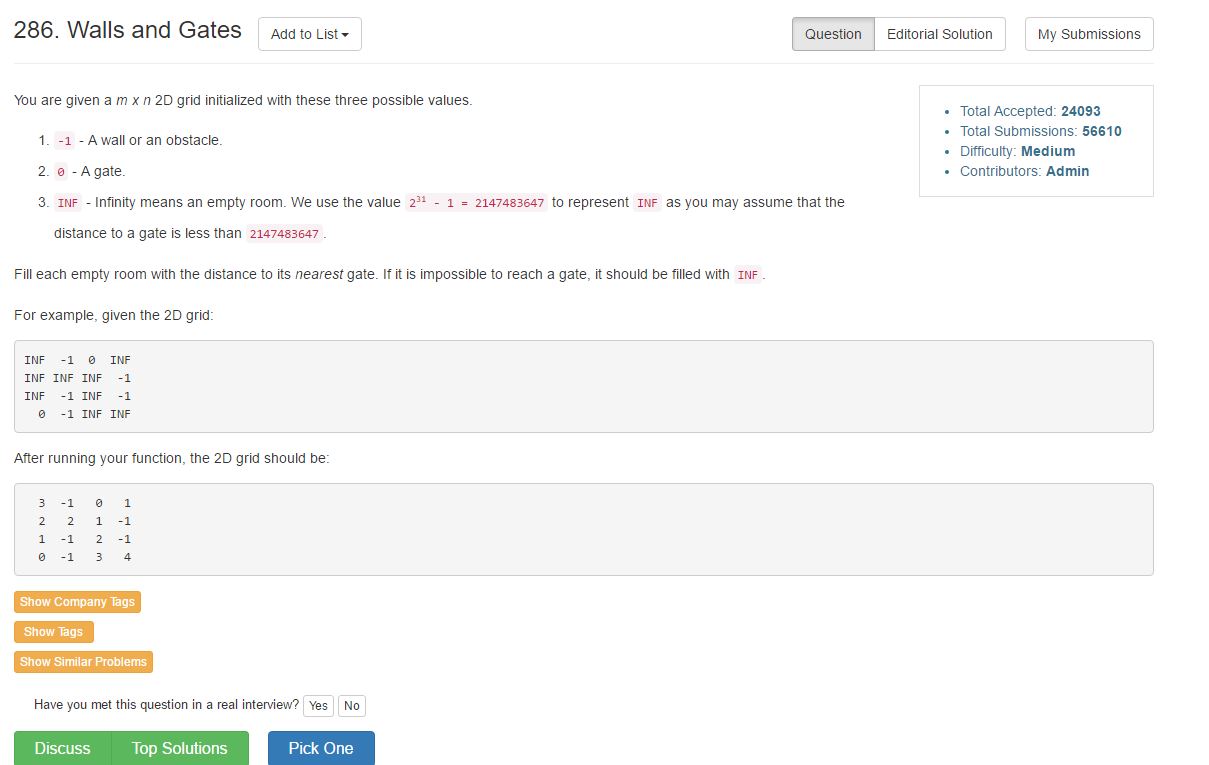 286. Walls and Gates
Add to List
Question
Editorial Solution
My Submissions
You are given a m x n 2D grid initialized with these three possible values.
1. -1 - A wall or an obstacle.
2. 0 - A gate.
3. INF - Infinity means an empty room. We use the value 2³¹ - 1 = 2147483647 to represent INF as you may assume that the
distance to a gate is less than 2147483647.
• Total Accepted: 24093
• Total Submissions: 56610
• Difficulty: Medium
• Contributors: Admin
Fill each empty room with the distance to its nearest gate. If it is impossible to reach a gate, it should be filled with INF.
For example, given the 2D grid:
INF -1 0 INF
INF INF INF -1
INF -1 INF -1
0 -1 INF INF
After running your function, the 2D grid should be:
3 -1 0 1
2 2 1 -1
1 -1 2 -1
0 -1 3 4
Show Company Tags
Show Tags
Show Similar Problems
Have you met this question in a real interview? Yes No
Discuss
Top Solutions
Pick One